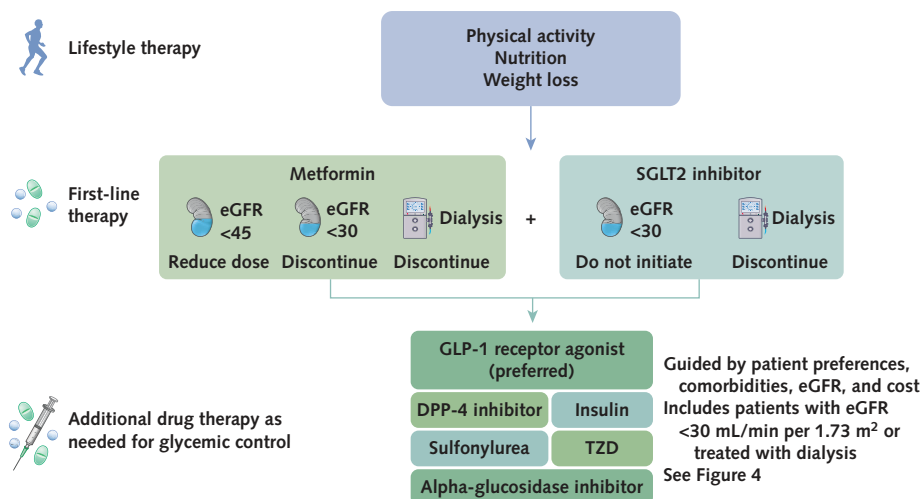 Lifestyle therapy
Physical activity
Nutrition
Weight loss
First-line
therapy
Metformin
eGFR
<45
Reduce dose
eGFR
<30
Discontinue
Dialysis
Discontinue
+
SGLT2 inhibitor
eGFR
<30
Do not initiate
Dialysis
Discontinue
Additional drug therapy as
needed for glycemic control
GLP-1 receptor agonist
(preferred)
DPP-4 inhibitor
Insulin
Sulfonylurea
TZD
Alpha-glucosidase inhibitor
Guided by patient preferences,
comorbidities, eGFR, and cost
Includes patients with eGFR
<30 mL/min per 1.73 m² or
treated with dialysis
See Figure 4